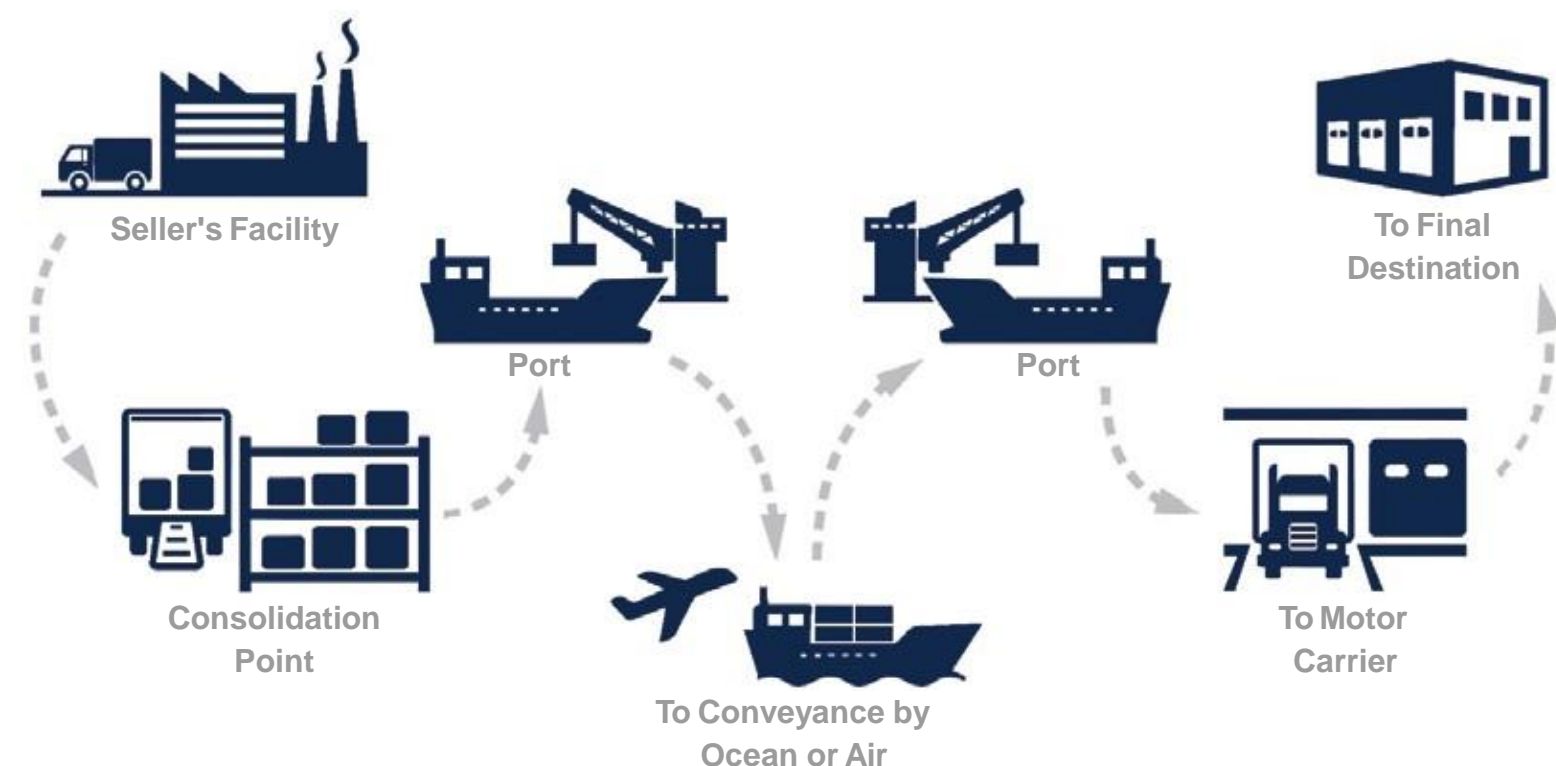 Seller's Facility
Consolidation
Point
Port
To Conveyance by
Ocean or Air
Port
To Motor
Carrier
To Final
Destination